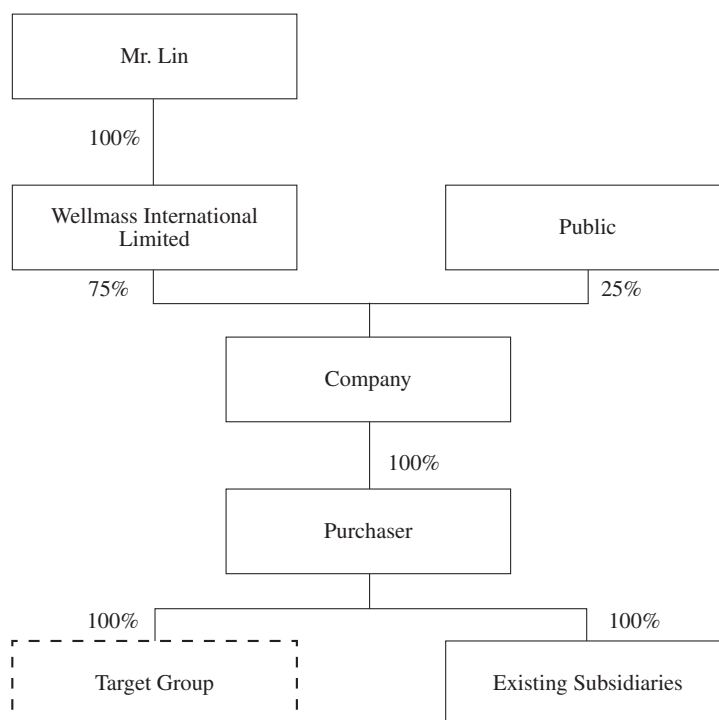 Mr. Lin
100%
Wellmass International
Limited
Public
75%
25%
Company
100%
Purchaser
100%
100%
Target Group
Existing Subsidiaries